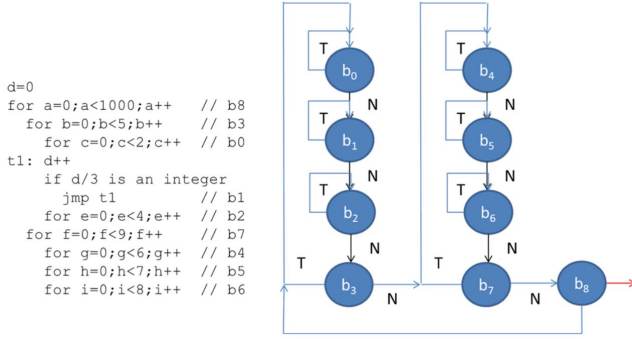 d=0
for a=0;a<1000;a++ // b8
for b=0;b<5;b++ // b3
for c=0;c<2;c++ // b0
t1: d++
if d/3 is an integer
jmp t1 // b1
for e=0;e<4;e++ // b2
for f=0;f<9;f++ // b7
for g=0;g<6;g++ // b4
for h=0;h<7;h++ // b5
for i=0;i<8;i++ // b6
T
b0
N
T
b1
N
T
b2
N
T
b3
N
T
b4
N
T
b5
N
T
b6
N
T
b7
N
b8